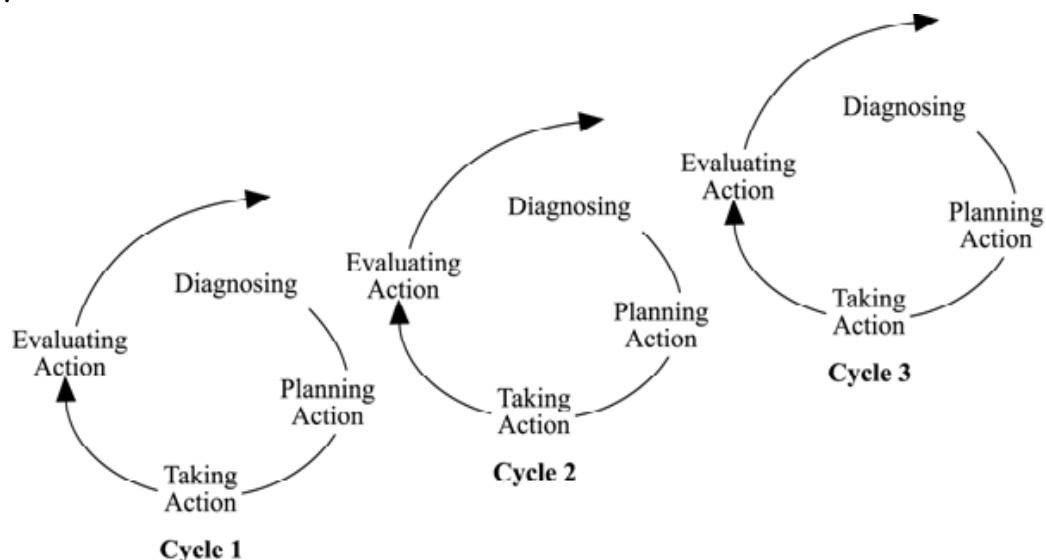 Diagnosing
Planning
Action
Taking
Action
Evaluating
Action
Cycle 1
Diagnosing
Planning
Action
Taking
Action
Evaluating
Action
Cycle 2
Diagnosing
Planning
Action
Taking
Action
Evaluating
Action
Cycle 3